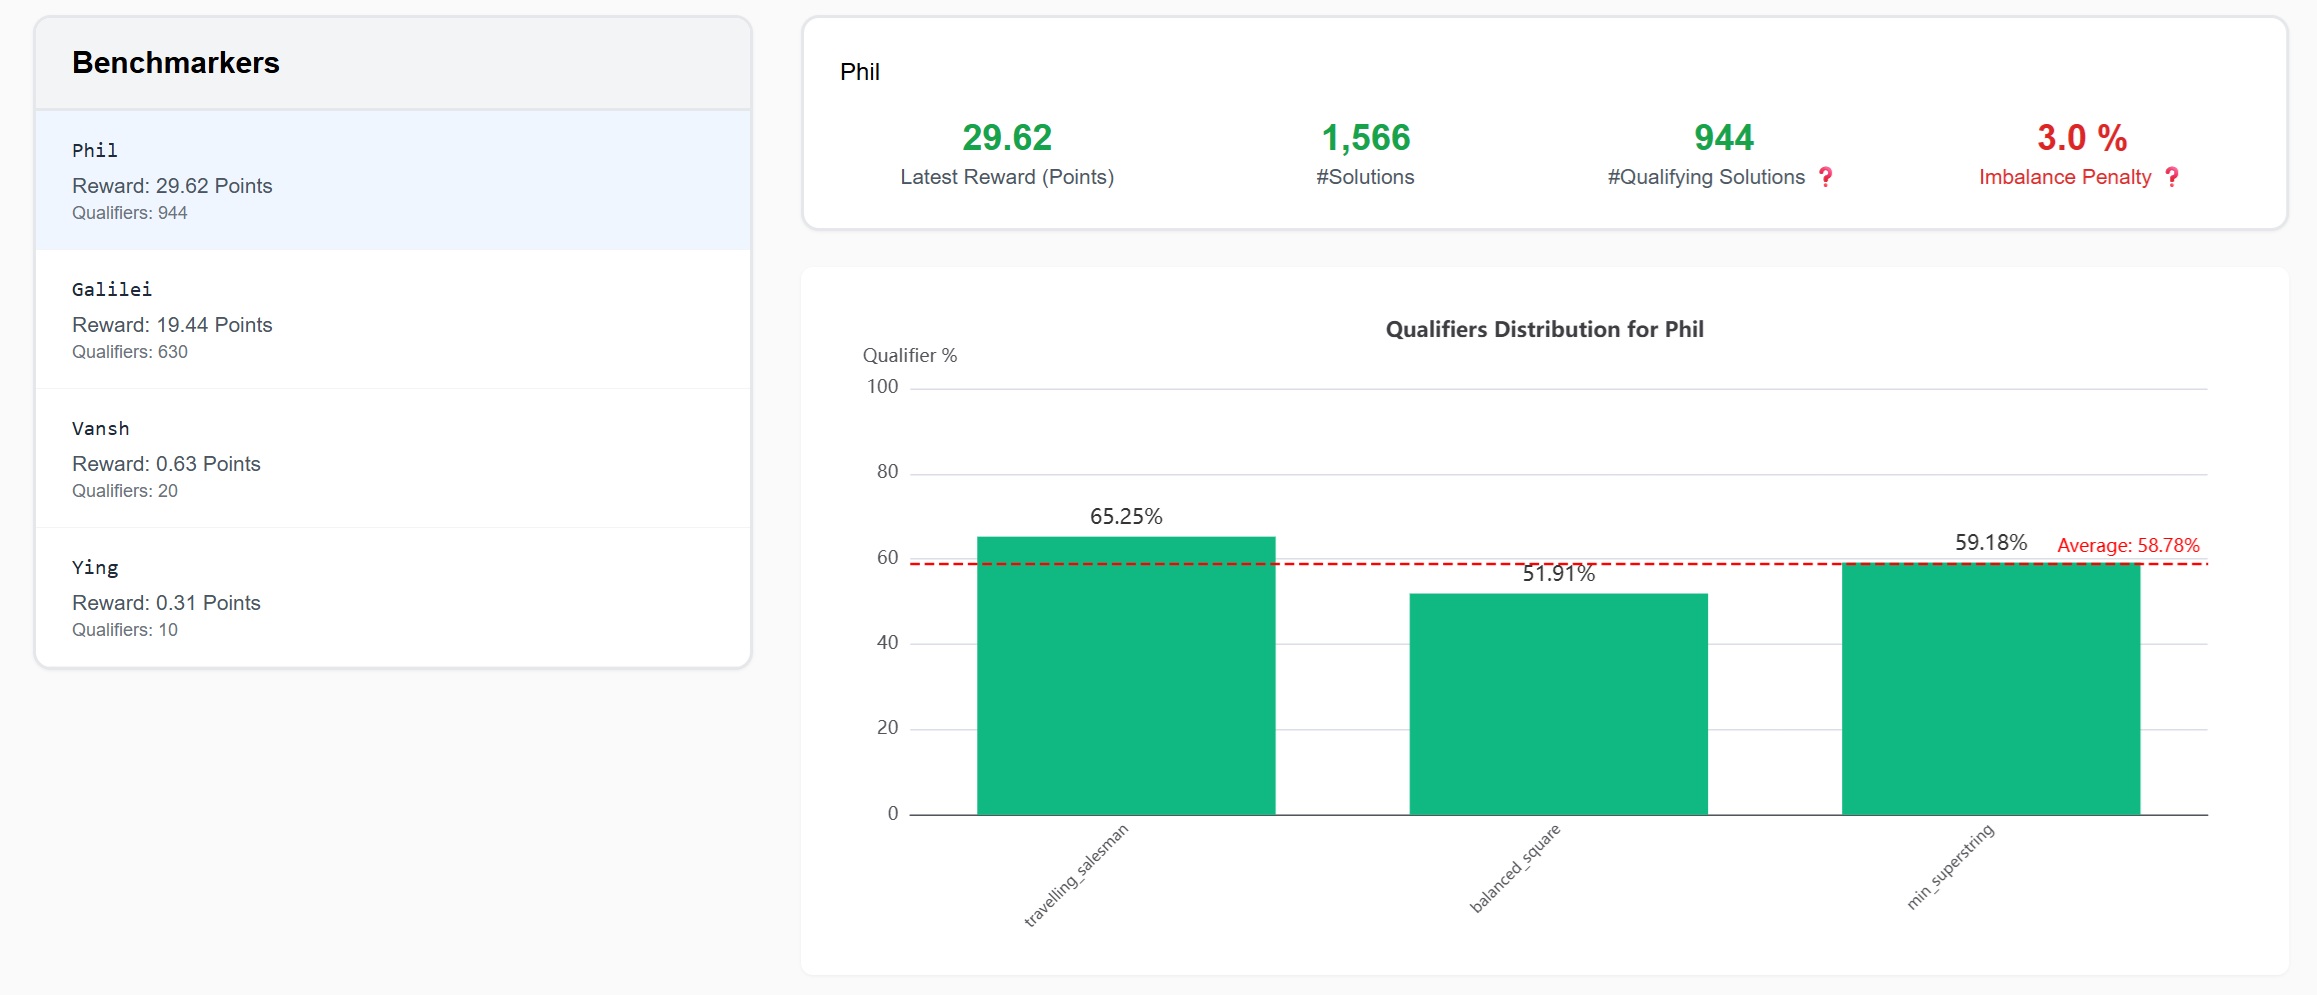 Benchmarkers
Phil
Reward: 29.62 Points
Qualifiers: 944
Galilei
Reward: 19.44 Points
Qualifiers: 630
Vansh
Reward: 0.63 Points
Qualifiers: 20
Ying
Reward: 0.31 Points
Qualifiers: 10
Phil
29.62
Latest Reward (Points)
1,566
#Solutions
944
#Qualifying Solutions ❓
3.0 %
Imbalance Penalty ❓
Qualifiers Distribution for Phil
Qualifier %
100
80
60
40
20
0
65.25%
51.91%
59.18%
Average: 58.78%
travelling_salesman
balanced_square
min_superstring